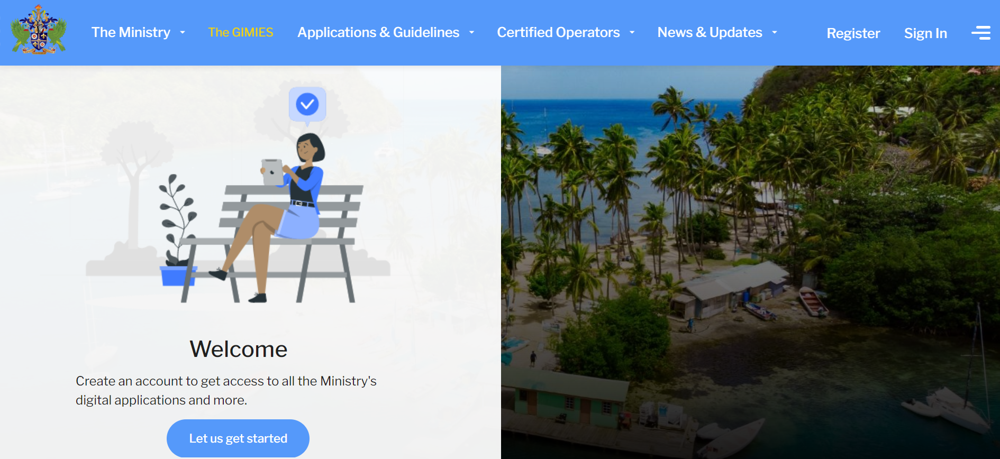 The Ministry
The GIMIES
Applications & Guidelines
Certified Operators
News & Updates
Register
Sign In
Welcome
Create an account to get access to all the Ministry's
digital applications and more.
Let us get started